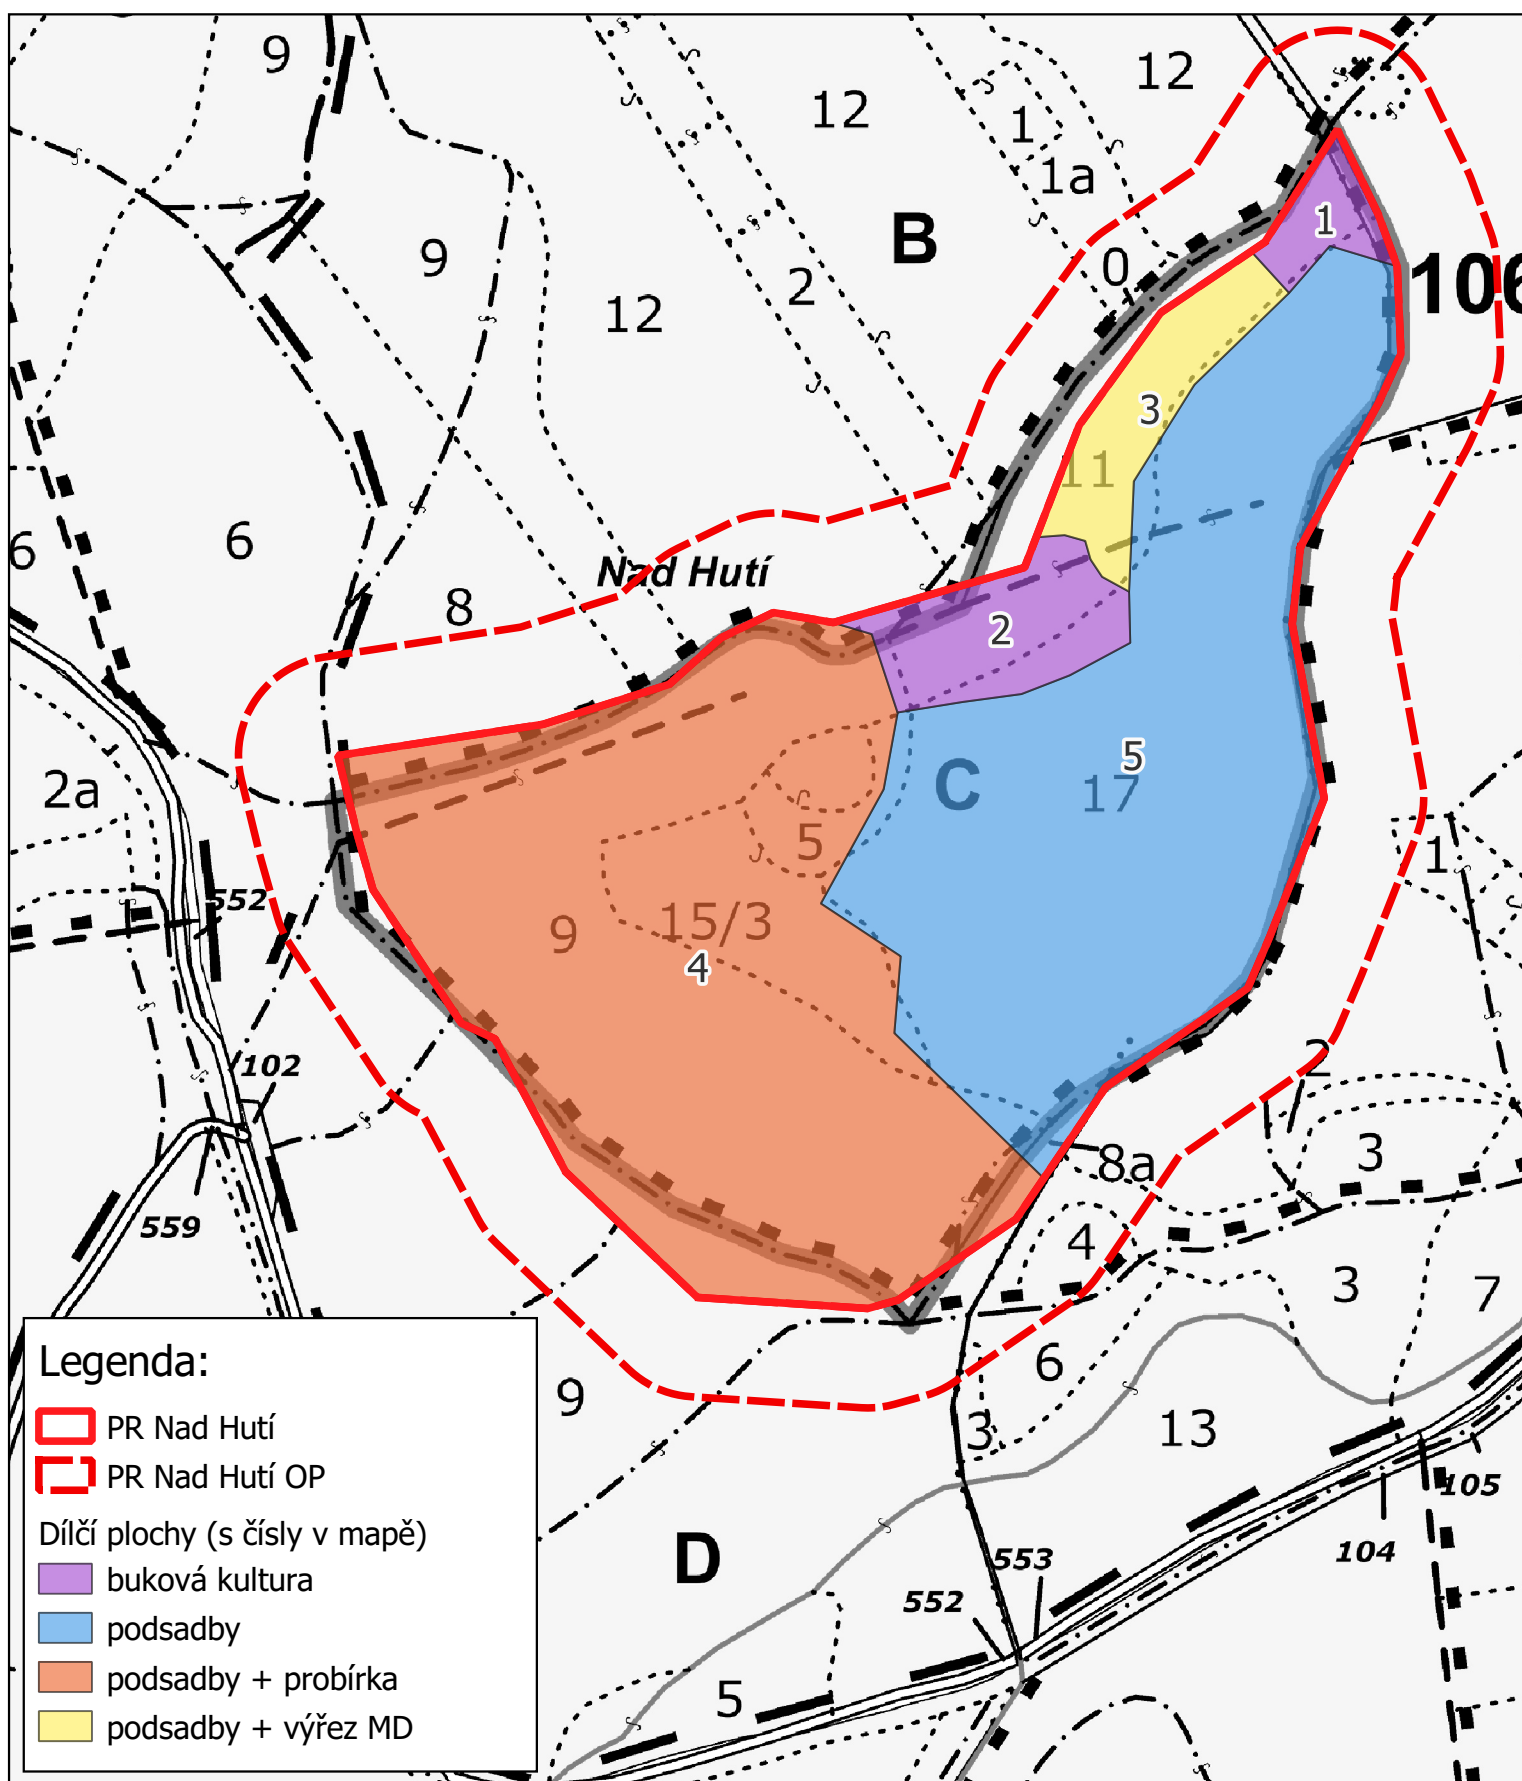 9
12
12
1
1a
B
1
106
9
0
2
12
3
11
6
6
Nad Hutí
8
2
5
C
17
2a
5
1
552
9
15/3
4
102
2
8a
3
559
4
3
7
6
9
3
13
105
104
D
553
552
5
Legenda:
PR Nad Hutí
PR Nad Hutí OP
Dílčí plochy (s čísly v mapě)
buková kultura
podsadby
podsadby + probírka
podsadby + výřez MD